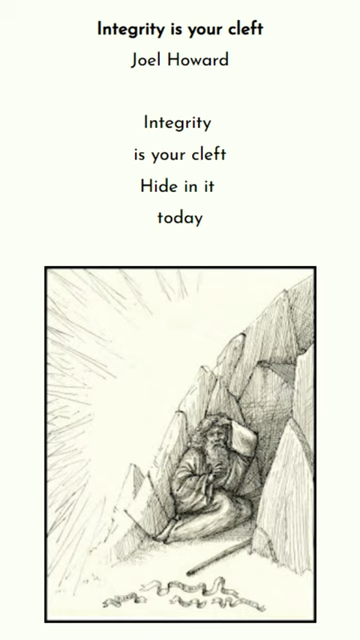 Integrity is your cleft
Joel Howard
Integrity
is your cleft
Hide in it
today